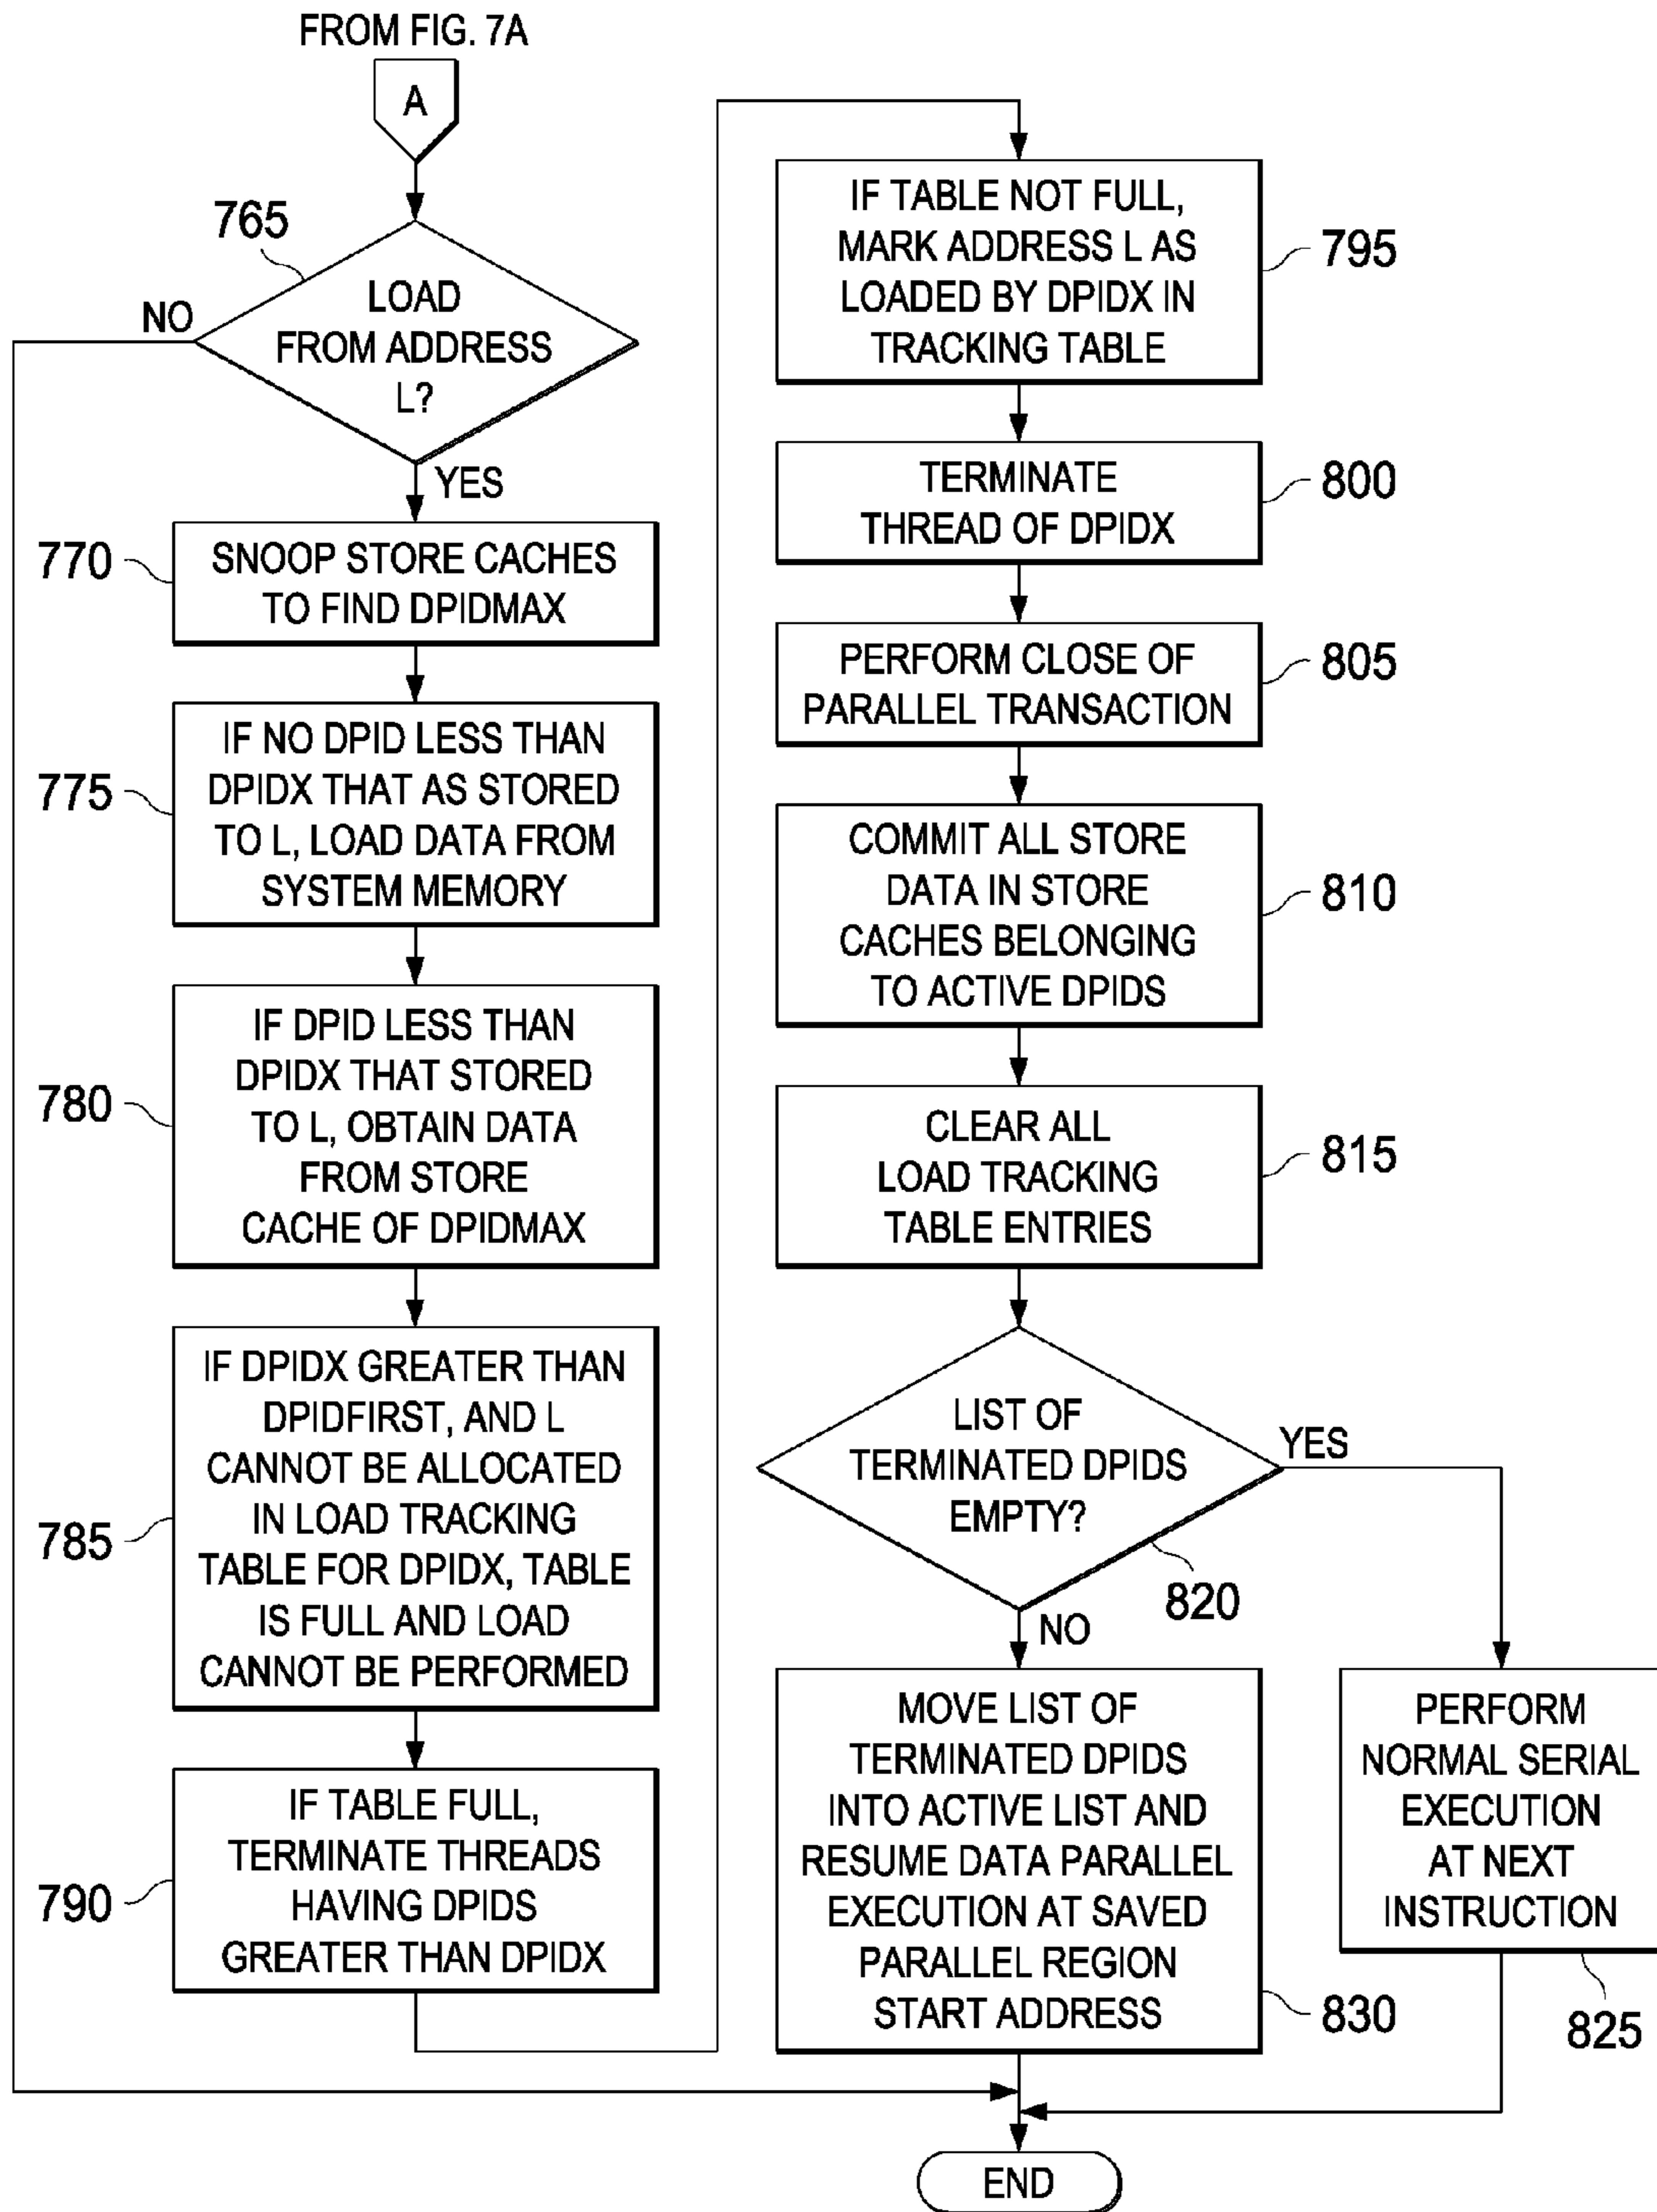 FROM FIG. 7A
A
765
LOAD
FROM ADDRESS
L?
NO
YES
770
SNOOP STORE CACHES
TO FIND DPIDMAX
775
IF NO DPID LESS THAN
DPIDX THAT AS STORED
TO L, LOAD DATA FROM
SYSTEM MEMORY
780
IF DPID LESS THAN
DPIDX THAT STORED
TO L, OBTAIN DATA
FROM STORE
CACHE OF DPIDMAX
785
IF DPIDX GREATER THAN
DPIDFIRST, AND L
CANNOT BE ALLOCATED
IN LOAD TRACKING
TABLE FOR DPIDX, TABLE
IS FULL AND LOAD
CANNOT BE PERFORMED
790
IF TABLE FULL,
TERMINATE THREADS
HAVING DPIDS
GREATER THAN DPIDX
IF TABLE NOT FULL,
MARK ADDRESS L AS
LOADED BY DPIDX IN
TRACKING TABLE
795
TERMINATE
THREAD OF DPIDX
800
PERFORM CLOSE OF
PARALLEL TRANSACTION
805
COMMIT ALL STORE
DATA IN STORE
CACHES BELONGING
TO ACTIVE DPIDS
810
CLEAR ALL
LOAD TRACKING
TABLE ENTRIES
815
LIST OF
TERMINATED DPIDS
EMPTY?
820
YES
NO
MOVE LIST OF
TERMINATED DPIDS
INTO ACTIVE LIST AND
RESUME DATA PARALLEL
EXECUTION AT SAVED
PARALLEL REGION
START ADDRESS
830
PERFORM
NORMAL SERIAL
EXECUTION
AT NEXT
INSTRUCTION
825
END